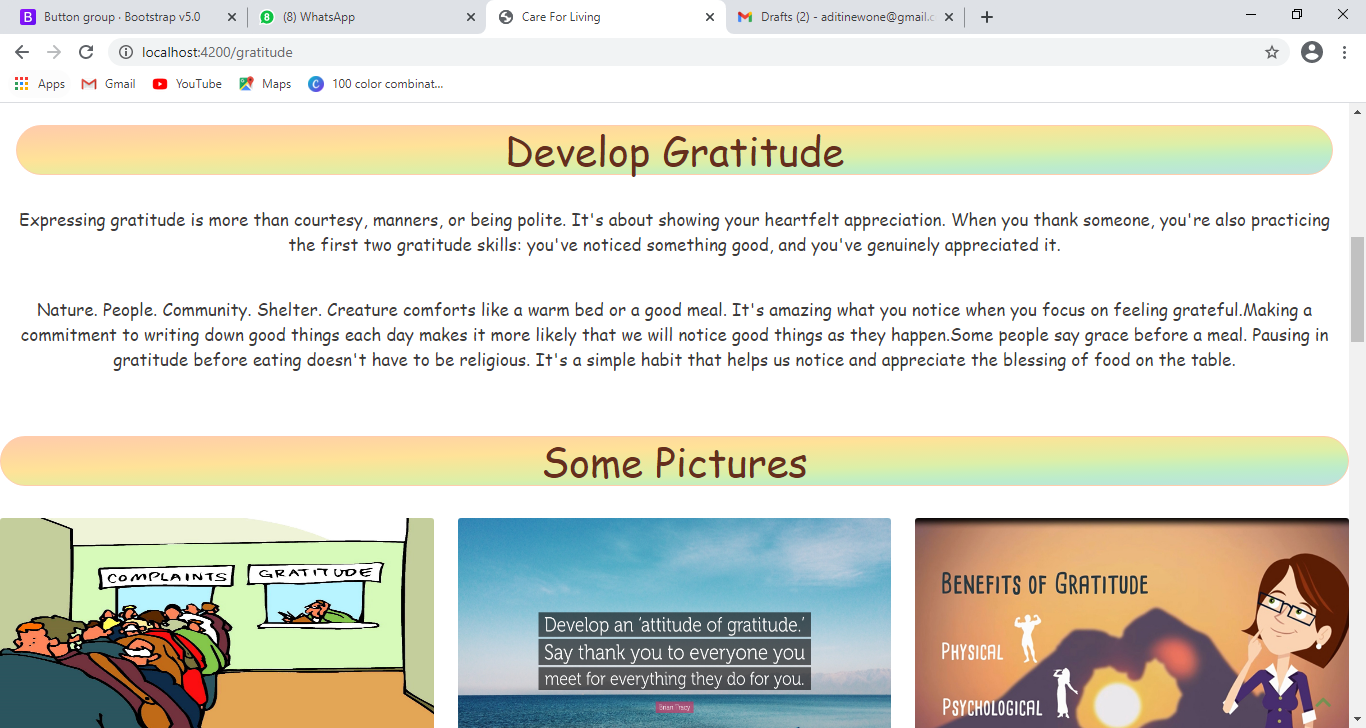 Button group · Bootstrap v5.0
(8) WhatsApp
Care For Living
Drafts (2) - aditinewone@gmail.c
localhost:4200/gratitude
Apps
Gmail
YouTube
Maps
100 color combinat...
Develop Gratitude
Expressing gratitude is more than courtesy, manners, or being polite. It's about showing your heartfelt appreciation. When you thank someone, you're also practicing
the first two gratitude skills: you've noticed something good, and you've genuinely appreciated it.
Nature. People. Community. Shelter. Creature comforts like a warm bed or a good meal. It's amazing what you notice when you focus on feeling grateful.Making a
commitment to writing down good things each day makes it more likely that we will notice good things as they happen.Some people say grace before a meal. Pausing in
gratitude before eating doesn't have to be religious. It's a simple habit that helps us notice and appreciate the blessing of food on the table.
Some Pictures
COMPLAINTS
GRATITUDE
Develop an 'attitude of gratitude.'
Say thank you to everyone you
meet for everything they do for you.
Brian Tracy
Benefits of Gratitude
Physical
Psychological